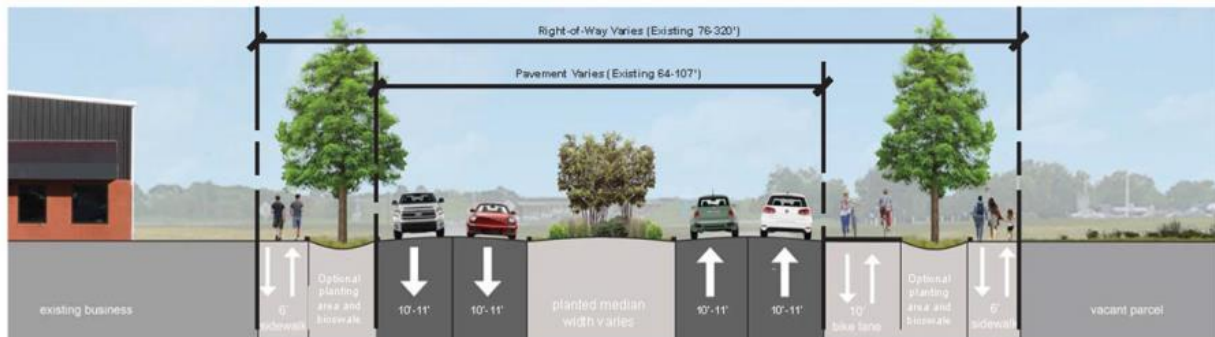 Right-of-Way Varies (Existing 76-320')
Pavement Varies (Existing 64-107')
existing business
6'
sidewalk
Optional
planting
area and
bioswale
10'-11'
10'-11'
planted median
width varies
10'-11'
10'-11'
10'
bike lane
Optional
planting
area and
bioswale
6'
sidewalk
vacant parcel